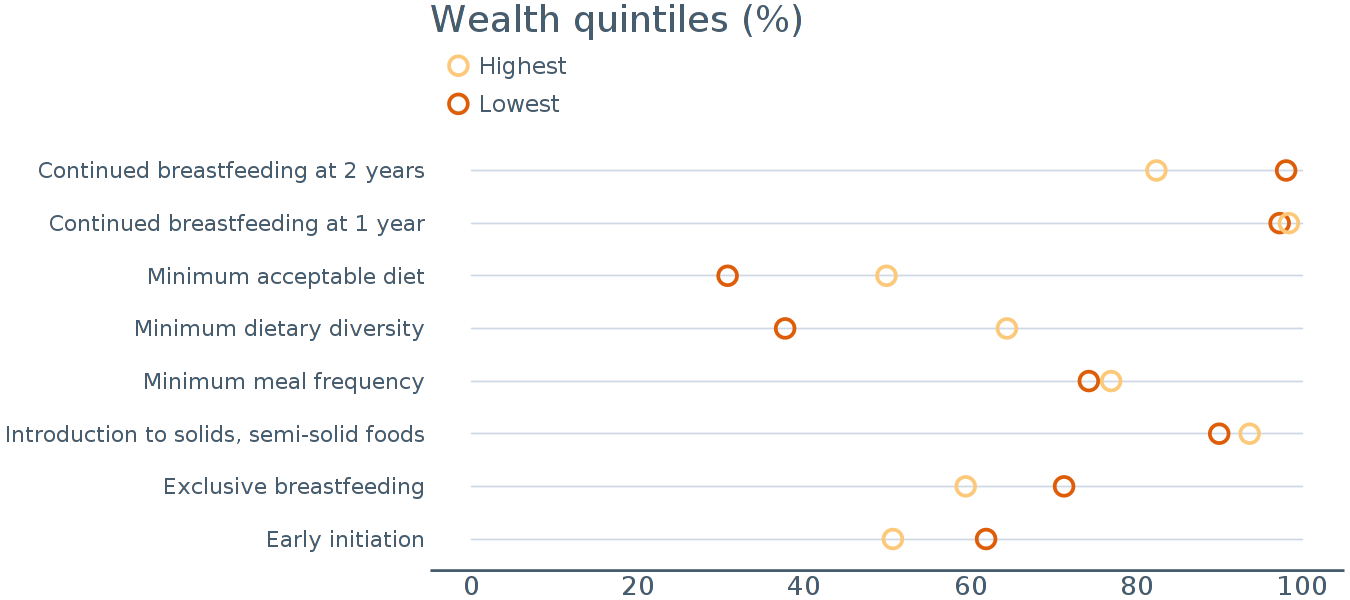 Wealth quintiles (%)
Highest
Lowest
Continued breastfeeding at 2 years
Continued breastfeeding at 1 year
Minimum acceptable diet
Minimum dietary diversity
Minimum meal frequency
Introduction to solids, semi-solid foods
Exclusive breastfeeding
Early initiation
0 20 40 60 80 100